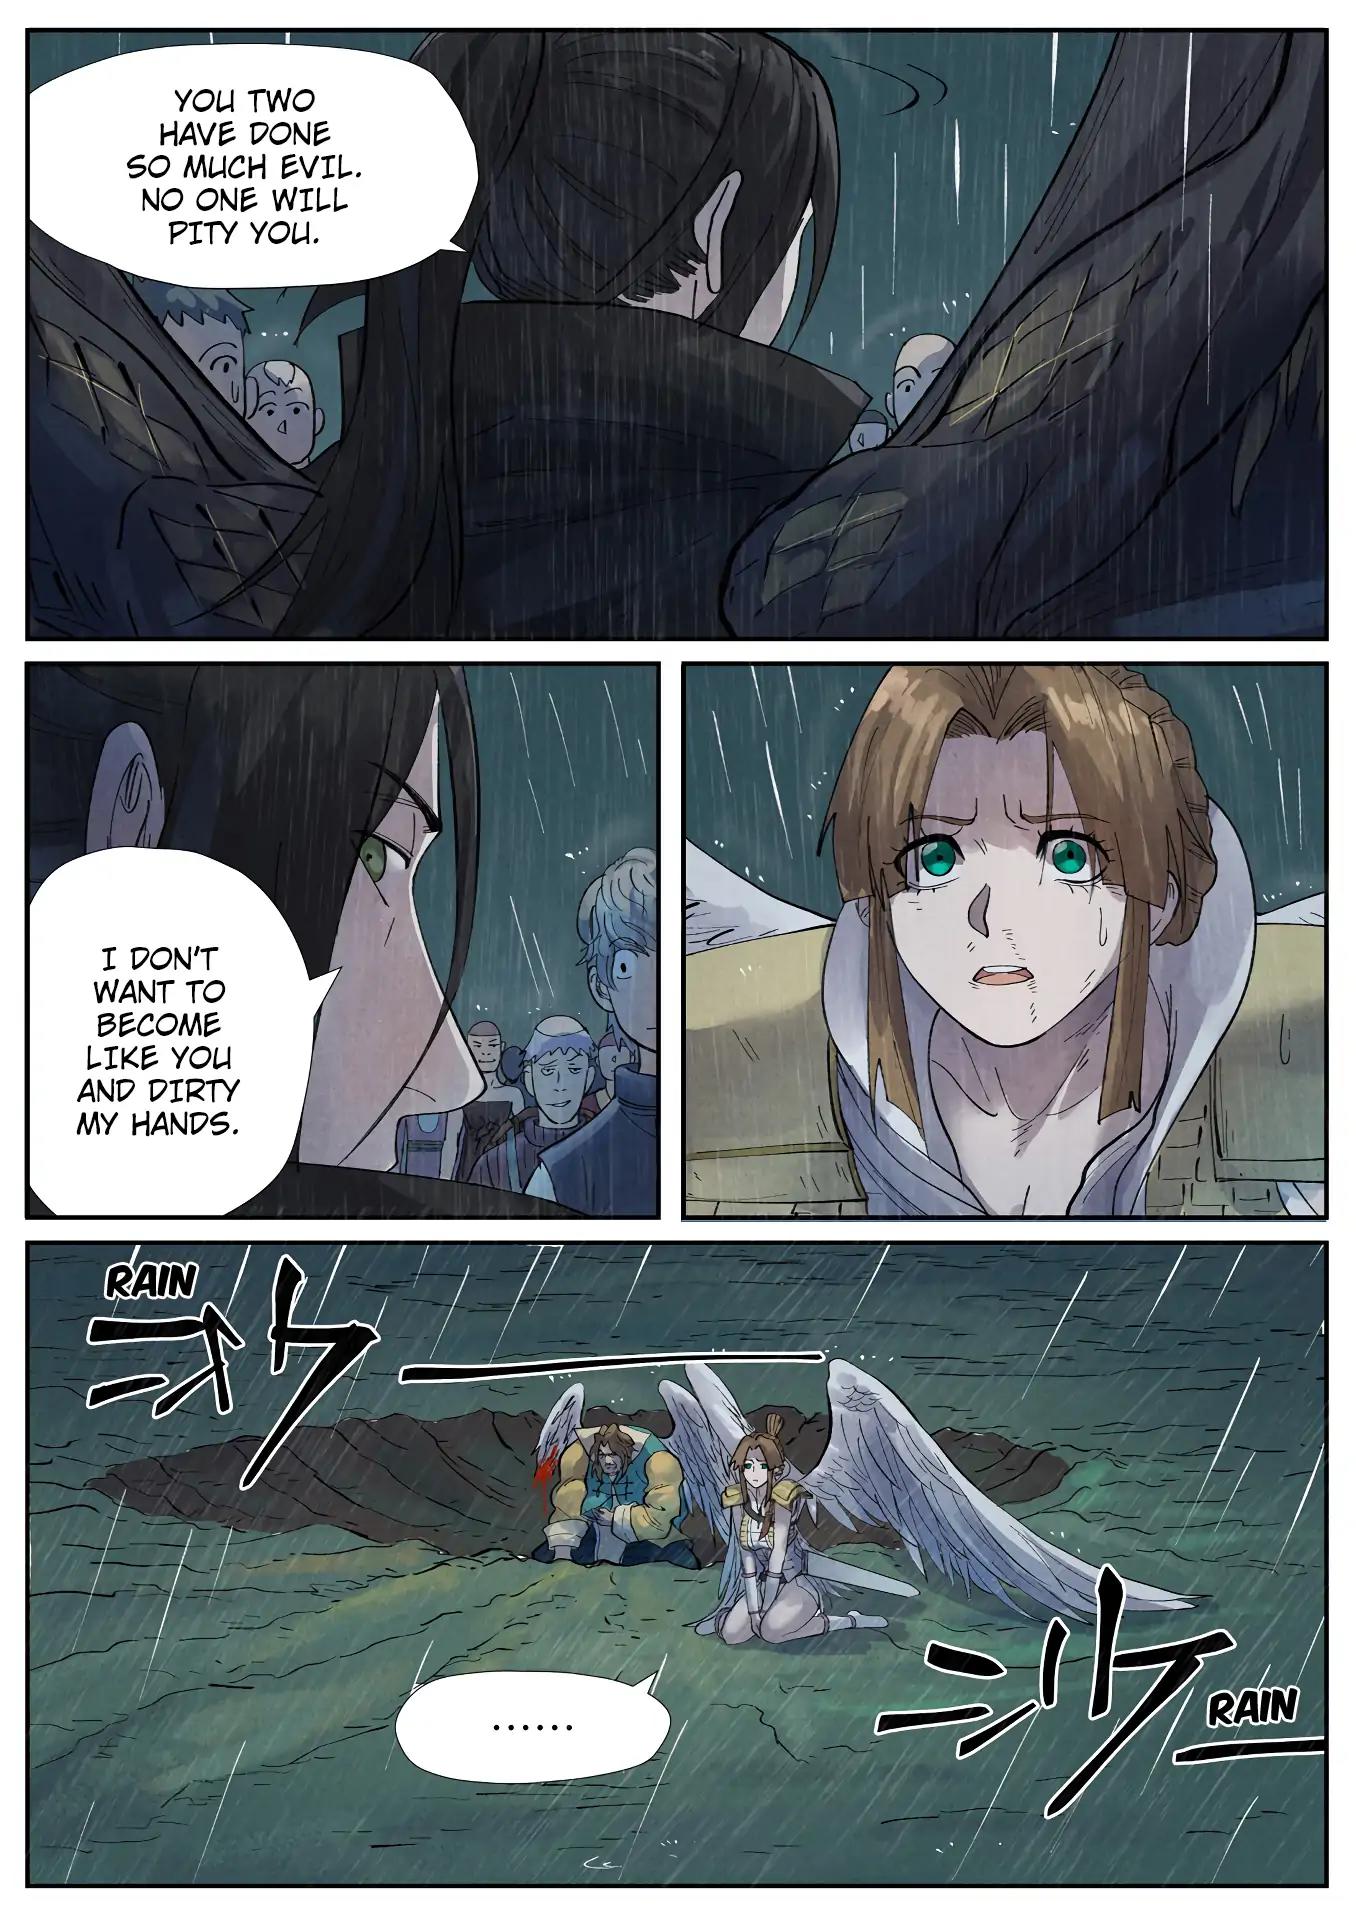 YOU TWO
HAVE DONE
SO MUCH EVIL.
NO ONE WILL
PITY YOU.
I DON'T
WANT TO
BECOME
LIKE YOU
AND DIRTY
MY HANDS.
RAIN
......
RAIN